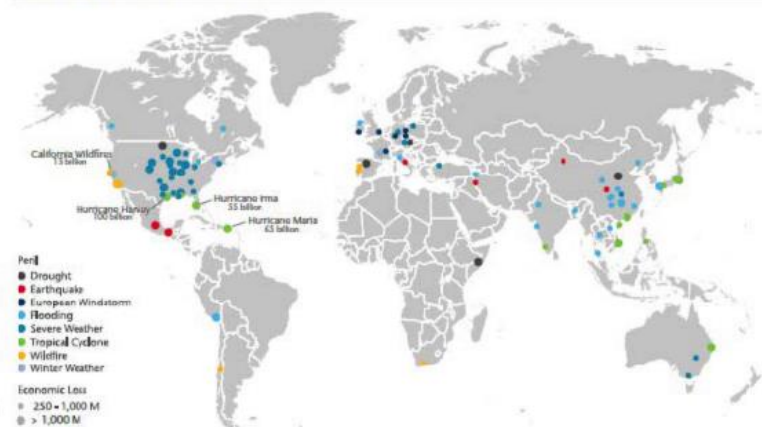 California Wildfires
13 billion
Hurricane Harvey
100 billion
Hurricane Irma
55 billion
Hurricane Maria
65 billion
Peril
Drought
Earthquake
European Windstorm
Flooding
Severe Weather
Tropical Cyclone
Wildfire
Winter Weather
Economic Loss
250 - 1,000 M
> 1,000 M